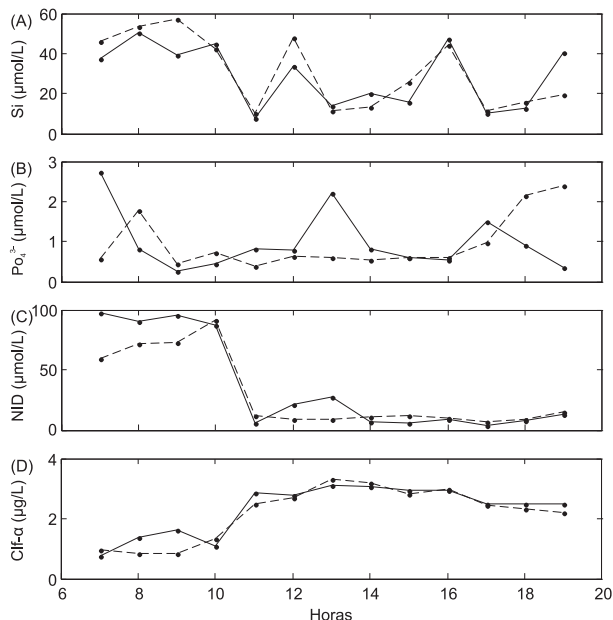 (A)
Si (µmol/L)
60
40
20
0
(B)
Po₄³⁻ (µmol/L)
3
2
1
0
(C)
NID (µmol/L)
100
50
0
(D)
Clf-α (µg/L)
4
2
0
6 8 10 12 14 16 18 20
Horas